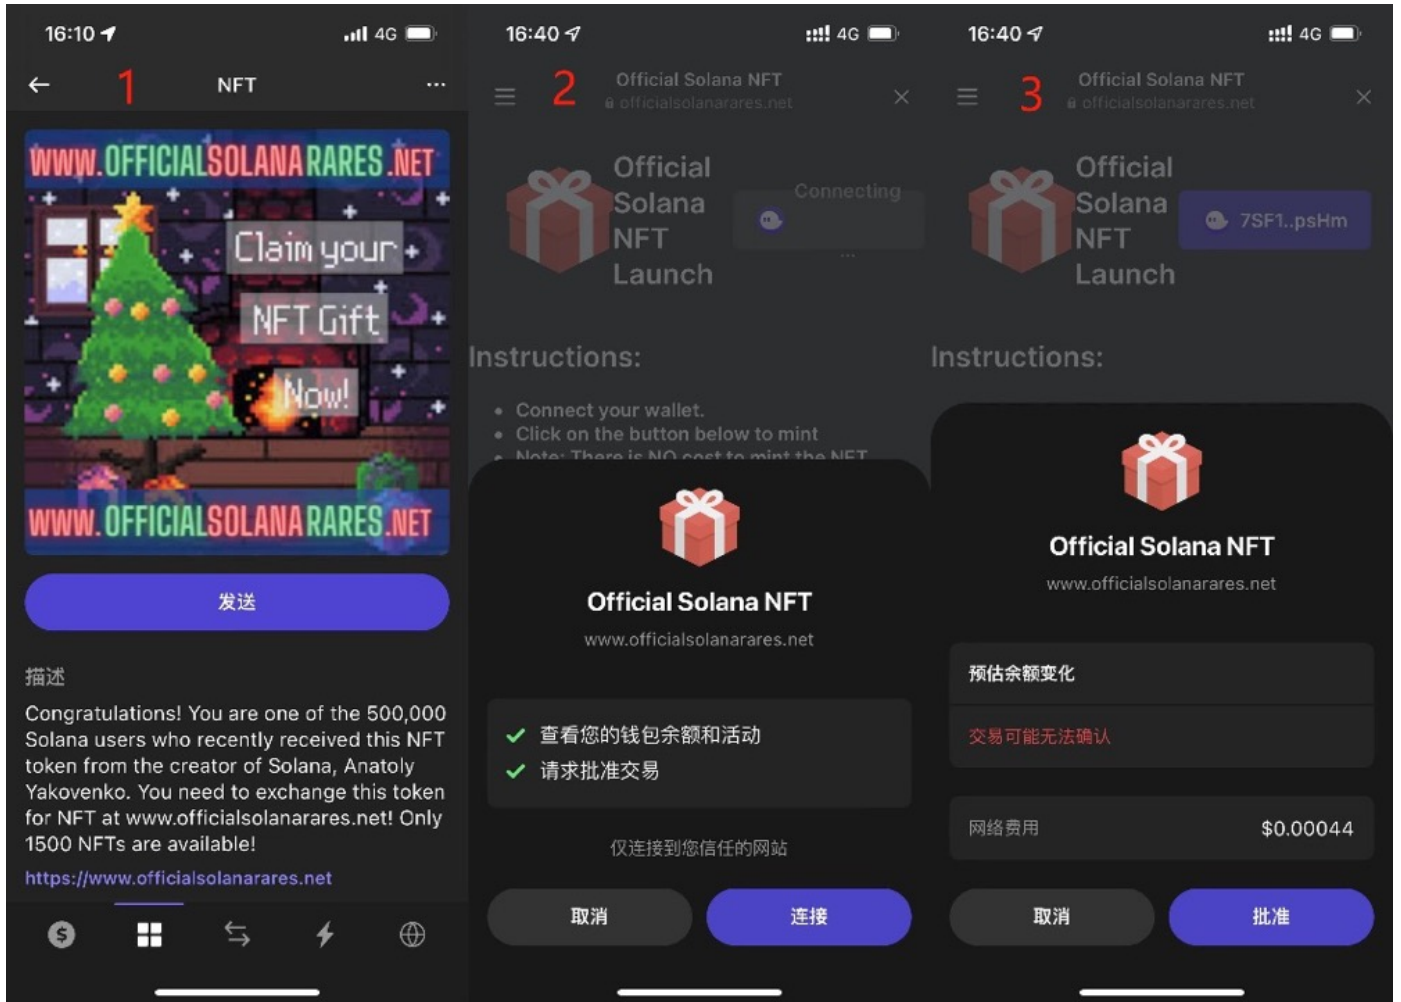 16:10
4G
1
NFT
...
WWW.OFFICIALSOLANARARES.NET
Claim your
NFT Gift
Now!
WWW.OFFICIALSOLANARARES.NET
发送
描述
Congratulations! You are one of the 500,000
Solana users who recently received this NFT
token from the creator of Solana, Anatoly
Yakovenko. You need to exchange this token
for NFT at www.officialsolanarares.net! Only
1500 NFTs are available!
https://www.officialsolanarares.net
16:40
4G
2
Official Solana NFT
officialsolanarares.net
Official
Solana
NFT
Launch
Connecting
...
Instructions:
• Connect your wallet.
• Click on the button below to mint
• Note: There is NO cost to mint the NFT
Official Solana NFT
www.officialsolanarares.net
查看您的钱包余额和活动
请求批准交易
仅连接到您信任的网站
取消
连接
16:40
4G
3
Official Solana NFT
officialsolanarares.net
Official
Solana
NFT
Launch
7SF1..psHm
Instructions:
Official Solana NFT
www.officialsolanarares.net
预估余额变化
交易可能无法确认
网络费用
$0.00044
取消
批准